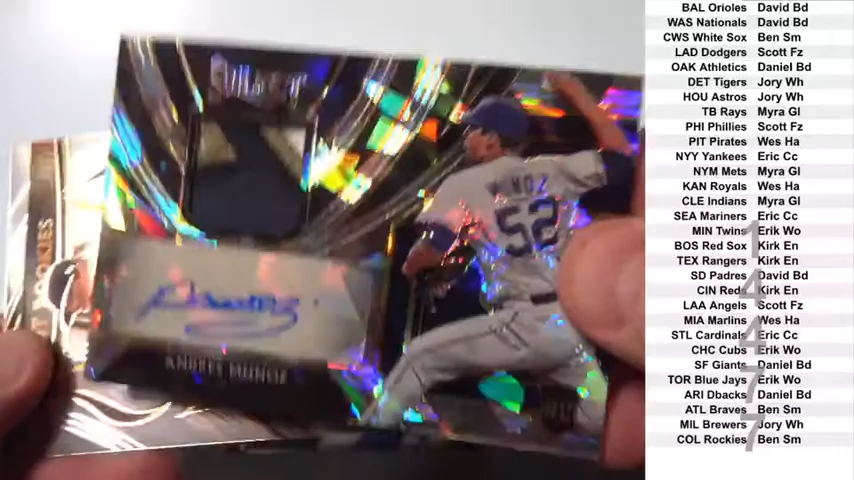 MUNOZ
52
ANDRES MUNOZ
ROOKIES
BAL Orioles David Bd
WAS Nationals David Bd
CWS White Sox Ben Sm
LAD Dodgers Scott Fz
OAK Athletics Daniel Bd
DET Tigers Jory Wh
HOU Astros Jory Wh
TB Rays Myra Gl
PHI Phillies Scott Fz
PIT Pirates Wes Ha
NYY Yankees Eric Cc
NYM Mets Myra Gl
KAN Royals Wes Ha
CLE Indians Myra Gl
SEA Mariners Eric Cc
MIN Twins Erik Wo
BOS Red Sox Kirk En
TEX Rangers Kirk En
SD Padres David Bd
CIN Reds Kirk En
LAA Angels Scott Fz
MIA Marlins Wes Ha
STL Cardinals Eric Cc
CHC Cubs Erik Wo
SF Giants Daniel Bd
TOR Blue Jays Erik Wo
ARI Dbacks Daniel Bd
ATL Braves Ben Sm
MIL Brewers Jory Wh
COL Rockies Ben Sm
1
4
4
7
7